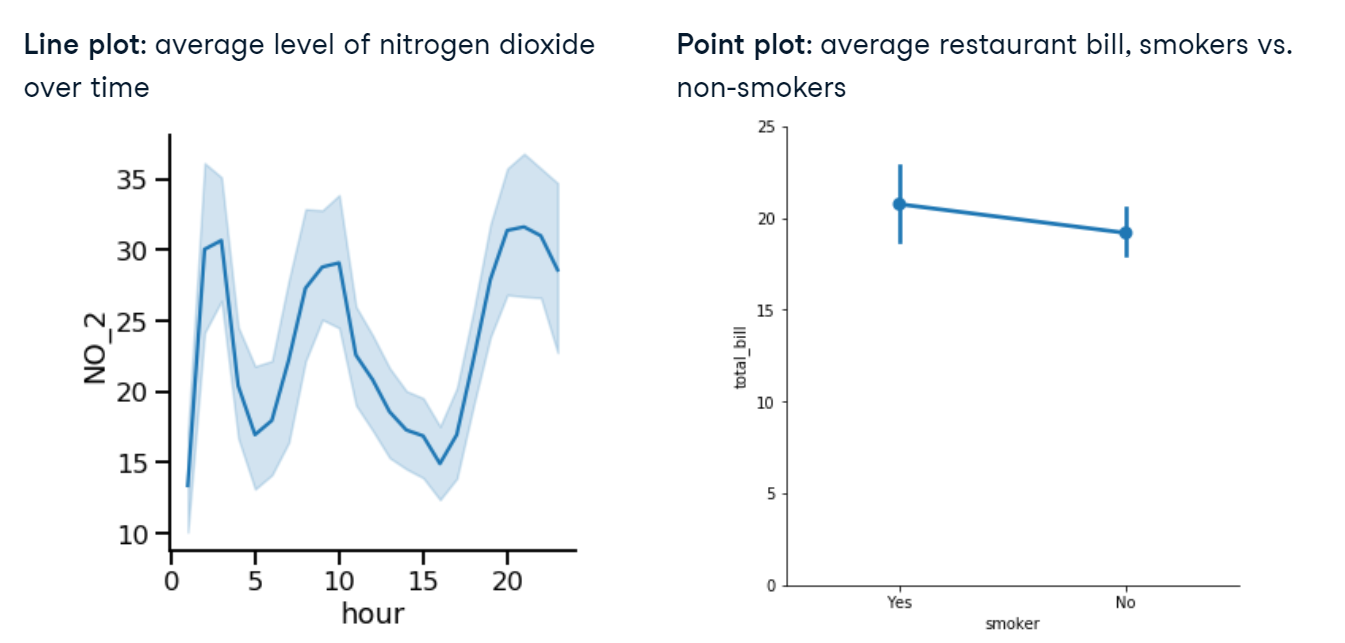 Line plot: average level of nitrogen dioxide
over time
Point plot: average restaurant bill, smokers vs.
non-smokers
35
30
25
20
15
10
NO_2
0 5 10 15 20
hour
25
20
15
10
5
0
total_bill
Yes No
smoker